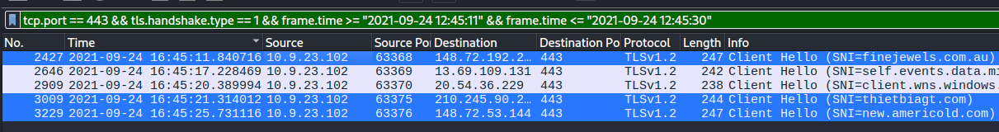 tcp.port == 443 && tls.handshake.type == 1 && frame.time >= "2021-09-24 12:45:11" && frame.time <= "2021-09-24 12:45:30"
No. Time Source Source Por Destination Destination Po Protocol Length Info
2427 2021-09-24 16:45:11.840716 10.9.23.102 63368 148.72.192.2… 443 TLSv1.2 247 Client Hello (SNI=finejewels.com.au)
2646 2021-09-24 16:45:17.228469 10.9.23.102 63369 13.69.109.131 443 TLSv1.2 242 Client Hello (SNI=self.events.data.mi
2909 2021-09-24 16:45:20.389994 10.9.23.102 63370 20.54.36.229 443 TLSv1.2 238 Client Hello (SNI=client.wns.windows.
3009 2021-09-24 16:45:21.314012 10.9.23.102 63375 210.245.90.2… 443 TLSv1.2 244 Client Hello (SNI=thietbiagt.com)
3229 2021-09-24 16:45:25.731116 10.9.23.102 63376 148.72.53.144 443 TLSv1.2 247 Client Hello (SNI=new.americold.com)